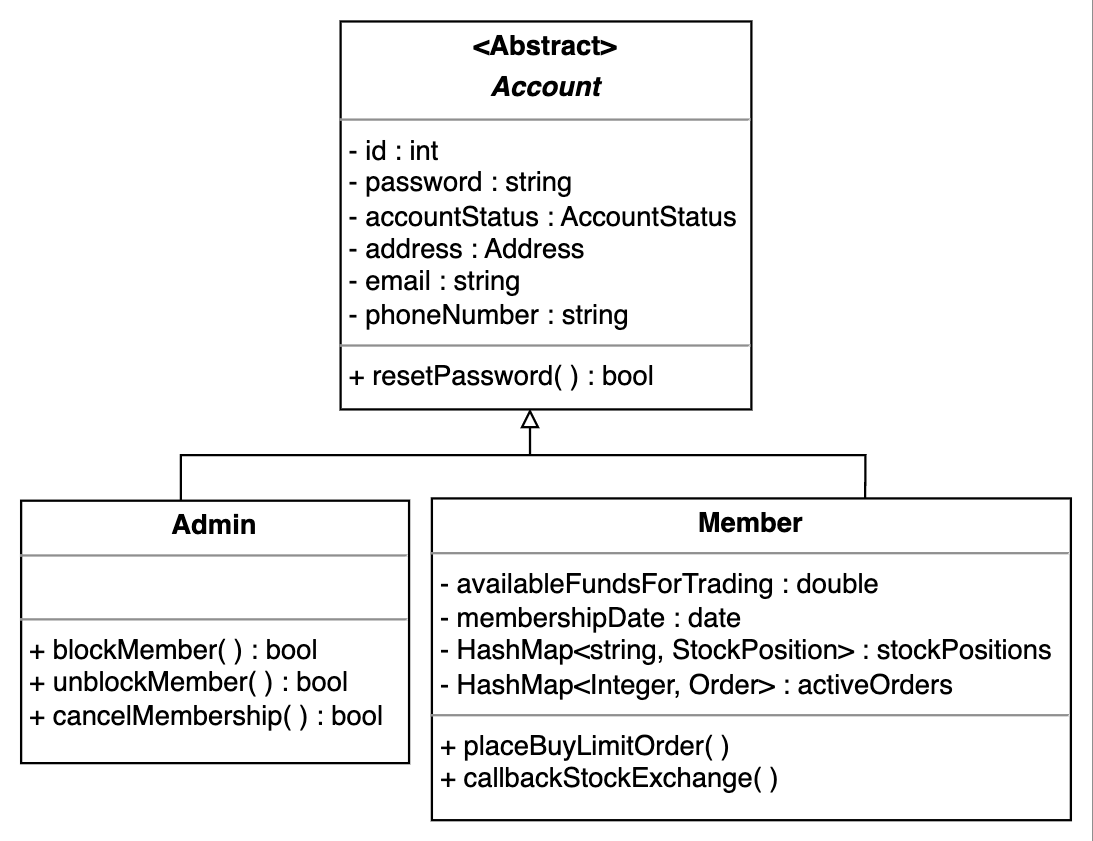 <Abstract>
Account
- id : int
- password : string
- accountStatus : AccountStatus
- address : Address
- email : string
- phoneNumber : string
+ resetPassword( ) : bool
Admin
+ blockMember( ) : bool
+ unblockMember( ) : bool
+ cancelMembership( ) : bool
Member
- availableFundsForTrading : double
- membershipDate : date
- HashMap<string, StockPosition> : stockPositions
- HashMap<Integer, Order> : activeOrders
+ placeBuyLimitOrder( )
+ callbackStockExchange( )